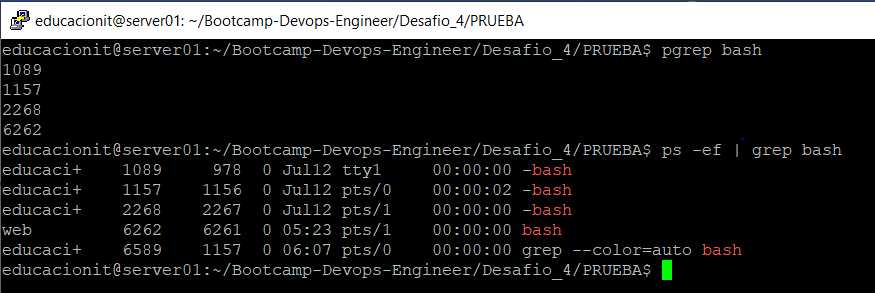 educacionit@server01: ~/Bootcamp-Devops-Engineer/Desafio_4/PRUEBA
educacionit@server01:~/Bootcamp-Devops-Engineer/Desafio_4/PRUEBA$ pgrep bash
1089
1157
2268
6262
educacionit@server01:~/Bootcamp-Devops-Engineer/Desafio_4/PRUEBA$ ps -ef | grep bash
educaci+    1089     978  0 Jul12 tty1     00:00:00 -bash
educaci+    1157    1156  0 Jul12 pts/0    00:00:02 -bash
educaci+    2268    2267  0 Jul12 pts/1    00:00:00 -bash
web         6262    6261  0 05:23 pts/1    00:00:00 bash
educaci+    6589    1157  0 06:07 pts/0    00:00:00 grep --color=auto bash
educacionit@server01:~/Bootcamp-Devops-Engineer/Desafio_4/PRUEBA$